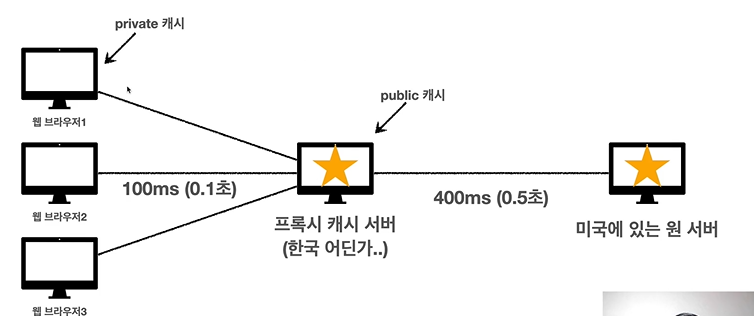 private 캐시
public 캐시
웹 브라우저1
웹 브라우저2
100ms (0.1초)
400ms (0.5초)
프록시 캐시 서버
(한국 어딘가..)
미국에 있는 원 서버
웹 브라우저3